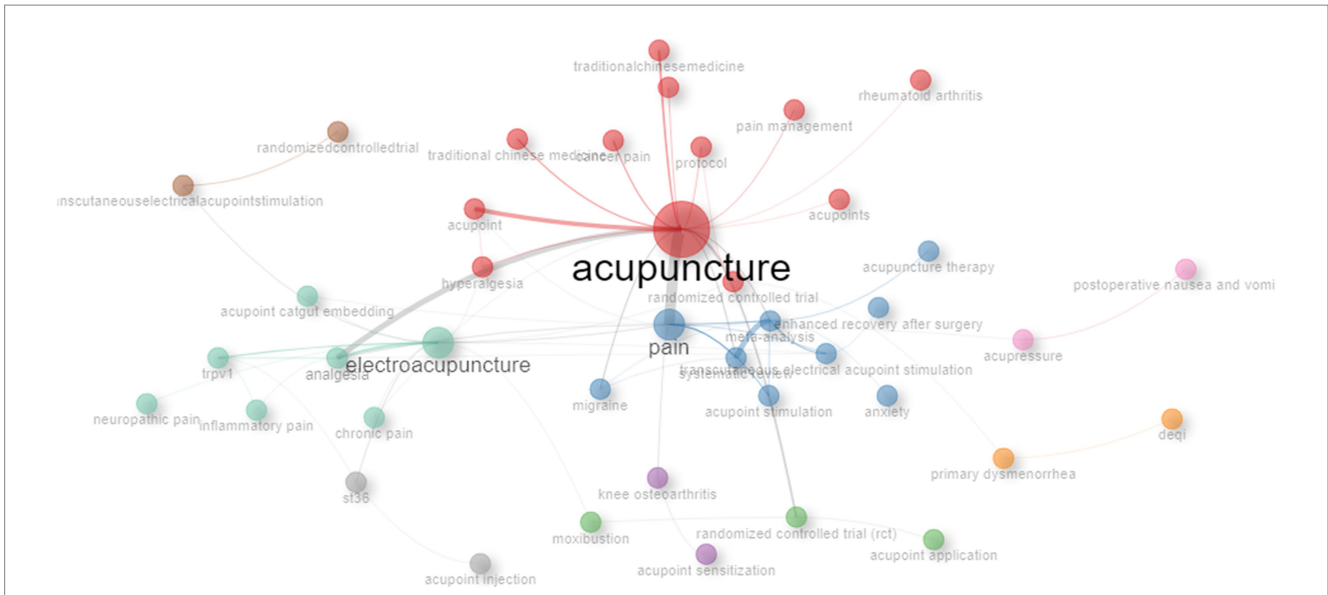 traditionalchinesemedicine
rheumatoid arthritis
pain management
randomizedcontrolledtrial
traditional chinese medicine
cancer pain
protocol
nscutaneouselectricalacupointstimulation
acupoint
acupoints
acupuncture
acupuncture therapy
hyperalgesia
postoperative nausea and vomi
randomized controlled trial
acupoint catgut embedding
enhanced recovery after surgery
meta-analysis
pain
acupressure
electroacupuncture
trpv1
analgesia
systematic review
transcutaneous electrical acupoint stimulation
migraine
acupoint stimulation
anxiety
neuropathic pain
inflammatory pain
chronic pain
deqi
primary dysmenorrhea
st36
knee osteoarthritis
randomized controlled trial (rct)
moxibustion
acupoint application
acupoint sensitization
acupoint injection